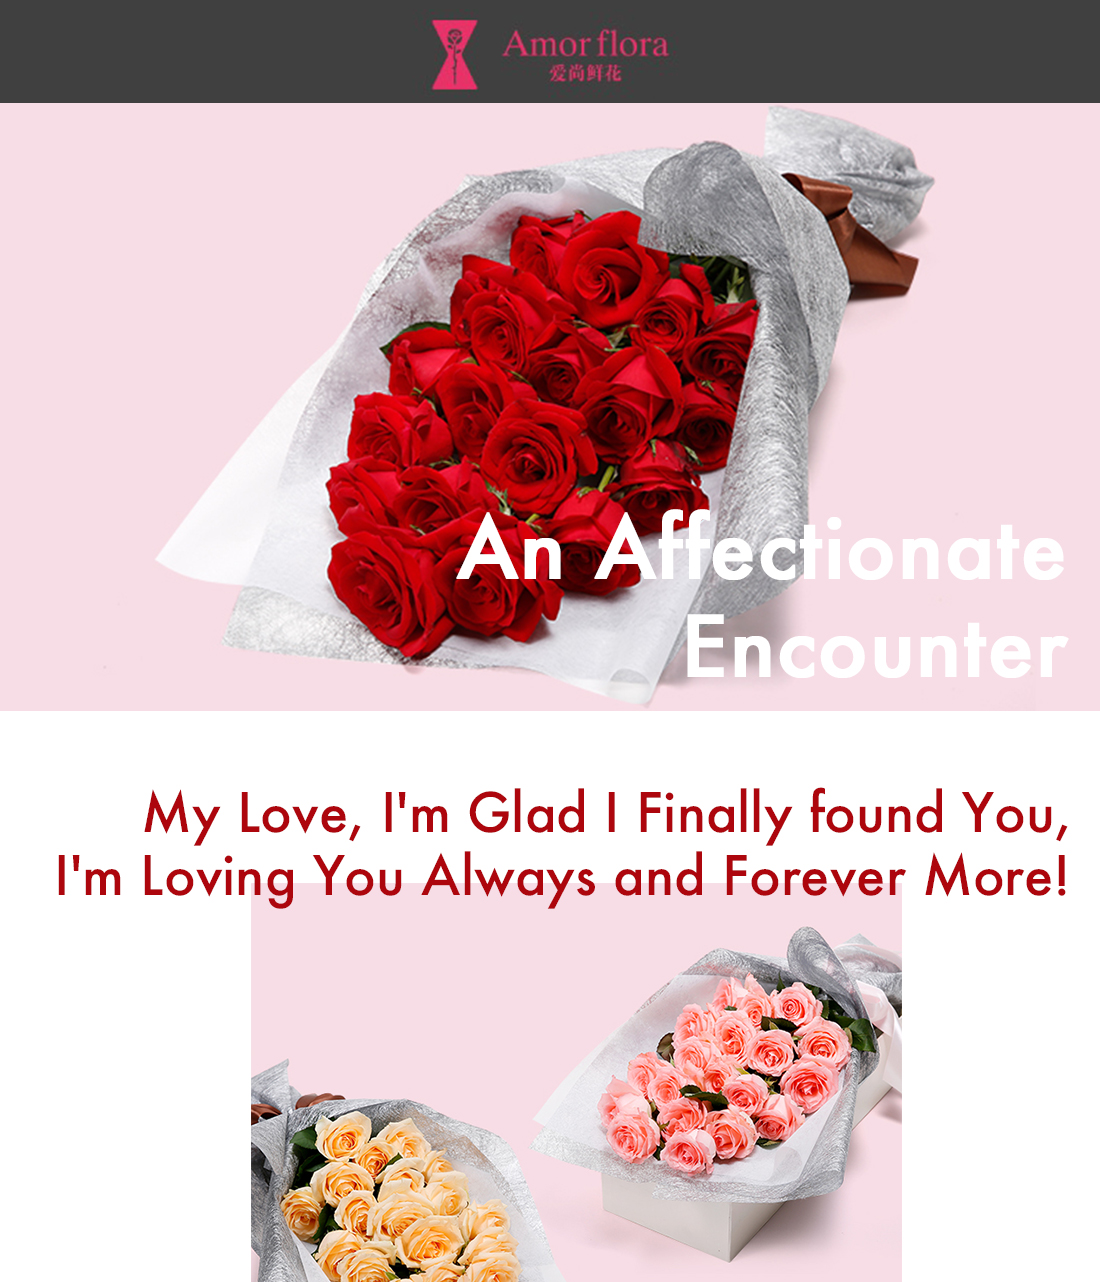 Amor flora
爱尚鲜花
An Affectionate
Encounter
My Love, I'm Glad I Finally found You,
I'm Loving You Always and Forever More!